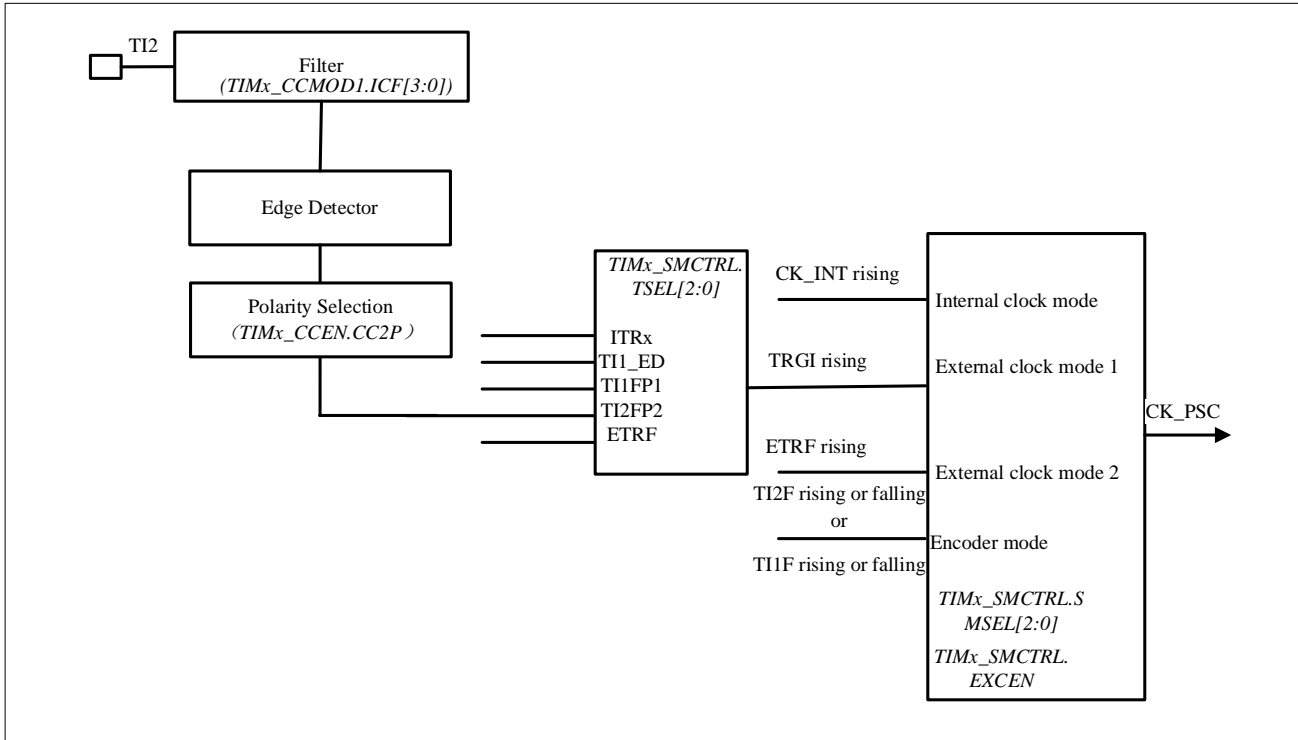 TI2
Filter
(TIMx_CCMOD1.ICF[3:0])
Edge Detector
Polarity Selection
(TIMx_CCEN.CC2P）
TIMx_SMCTRL.
TSEL[2:0]
ITRx
TI1_ED
TI1FP1
TI2FP2
ETRF
CK_INT rising
TRGI rising
ETRF rising
TI2F rising or falling
or
TI1F rising or falling
Internal clock mode
External clock mode 1
External clock mode 2
Encoder mode
TIMx_SMCTRL.S
MSEL[2:0]
TIMx_SMCTRL.
EXCEN
CK_PSC